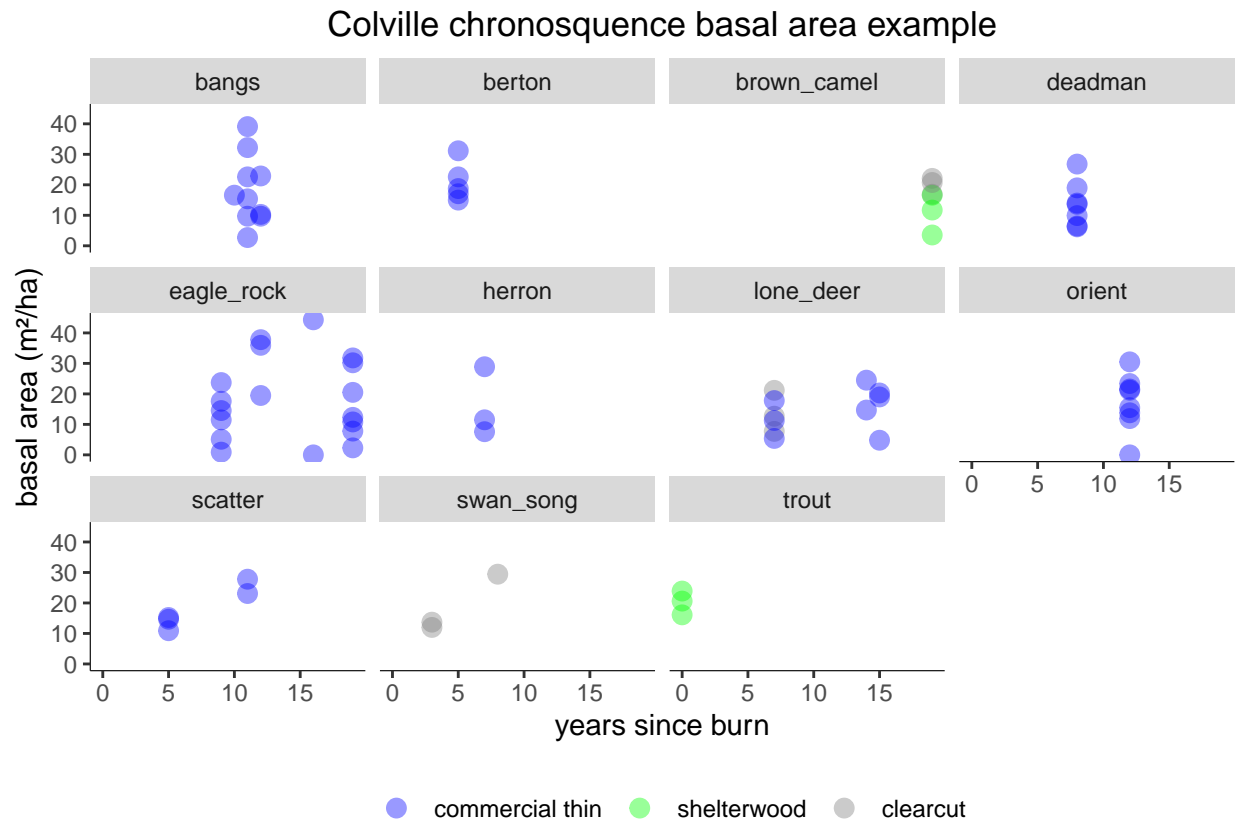 Colville chronosquence basal area example
bangs berton brown_camel deadman
40
30
20
10
0
eagle_rock herron lone_deer orient
40
30
20
10
0
0 5 10 15
scatter swan_song trout
40
30
20
10
0
0 5 10 15 0 5 10 15 0 5 10 15
basal area (m²/ha)
years since burn
commercial thin shelterwood clearcut